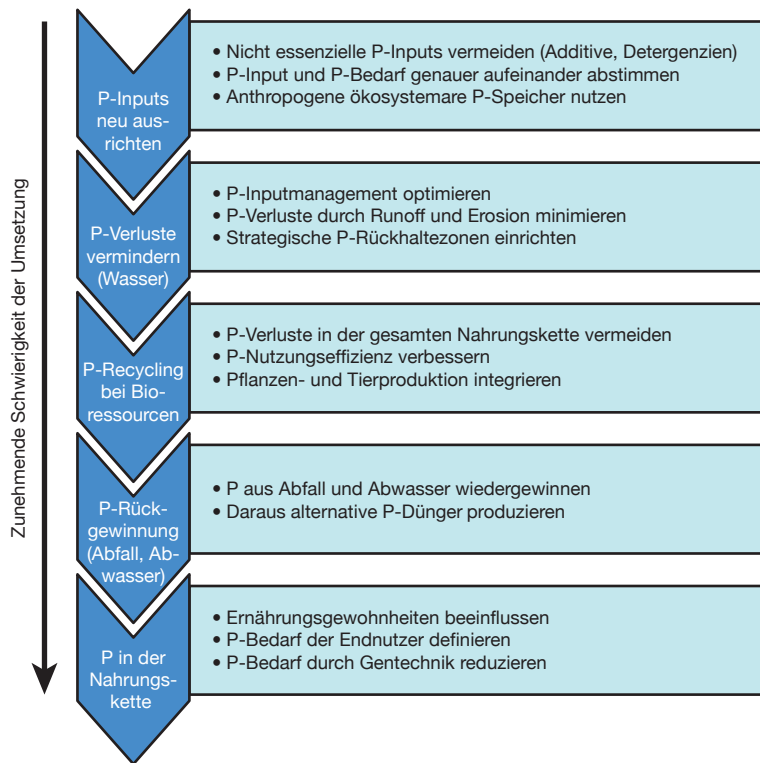 Zunehmende Schwierigkeit der Umsetzung
P-Inputs
neu aus-
richten
• Nicht essenzielle P-Inputs vermeiden (Additive, Detergenzien)
• P-Input und P-Bedarf genauer aufeinander abstimmen
• Anthropogene ökosystemare P-Speicher nutzen
P-Verluste
vermindern
(Wasser)
• P-Inputmanagement optimieren
• P-Verluste durch Runoff und Erosion minimieren
• Strategische P-Rückhaltezonen einrichten
P-Recycling
bei Bio-
ressourcen
• P-Verluste in der gesamten Nahrungskette vermeiden
• P-Nutzungseffizienz verbessern
• Pflanzen- und Tierproduktion integrieren
P-Rück-
gewinnung
(Abfall, Ab-
wasser)
• P aus Abfall und Abwasser wiedergewinnen
• Daraus alternative P-Dünger produzieren
P in der
Nahrungs-
kette
• Ernährungsgewohnheiten beeinflussen
• P-Bedarf der Endnutzer definieren
• P-Bedarf durch Gentechnik reduzieren